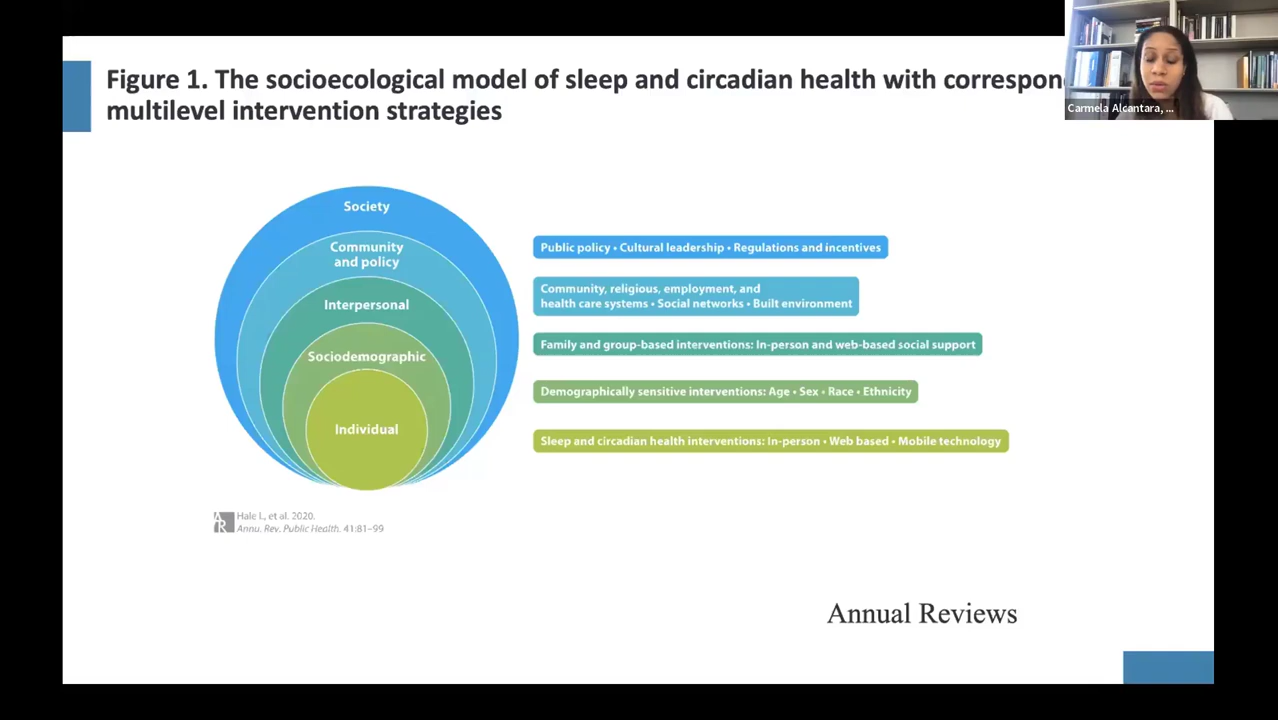 Figure 1. The socioecological model of sleep and circadian health with correspon
multilevel intervention strategies
Carmela Alcantara, ...
Society
Community
and policy
Interpersonal
Sociodemographic
Individual
Public policy • Cultural leadership • Regulations and incentives
Community, religious, employment, and
health care systems • Social networks • Built environment
Family and group-based interventions: In-person and web-based social support
Demographically sensitive interventions: Age • Sex • Race • Ethnicity
Sleep and circadian health interventions: In-person • Web based • Mobile technology
AR
Hale L, et al. 2020.
Annu. Rev. Public Health. 41:81–99
Annual Reviews